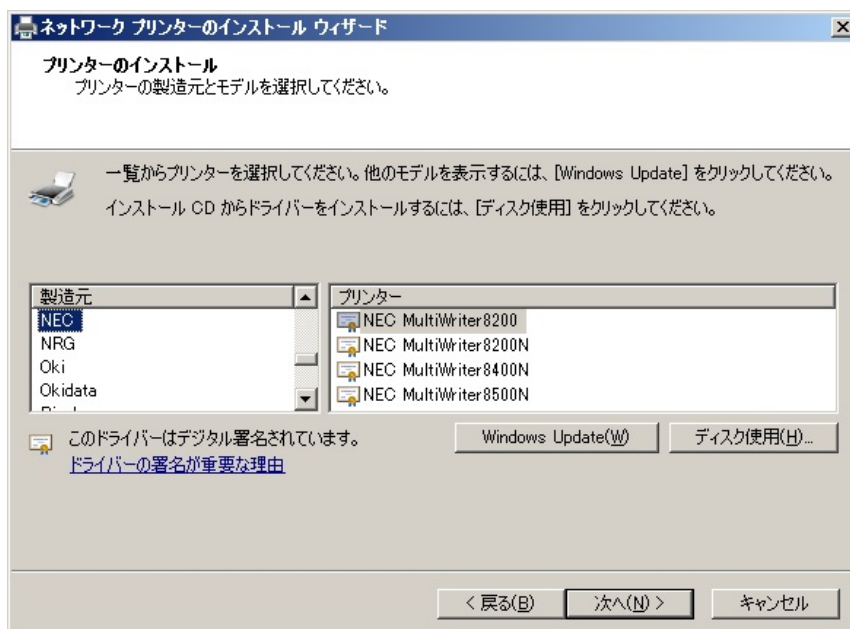 ネットワーク プリンターのインストール ウィザード
プリンターのインストール
プリンターの製造元とモデルを選択してください。
一覧からプリンターを選択してください。他のモデルを表示するには、[Windows Update] をクリックしてください。
インストール CD からドライバーをインストールするには、[ディスク使用] をクリックしてください。
製造元
NEC
NRG
Oki
Okidata
プリンター
NEC MultiWriter8200
NEC MultiWriter8200N
NEC MultiWriter8400N
NEC MultiWriter8500N
このドライバーはデジタル署名されています。
ドライバーの署名が重要な理由
Windows Update(W)
ディスク使用(H)...
< 戻る(B)
次へ(N) >
キャンセル